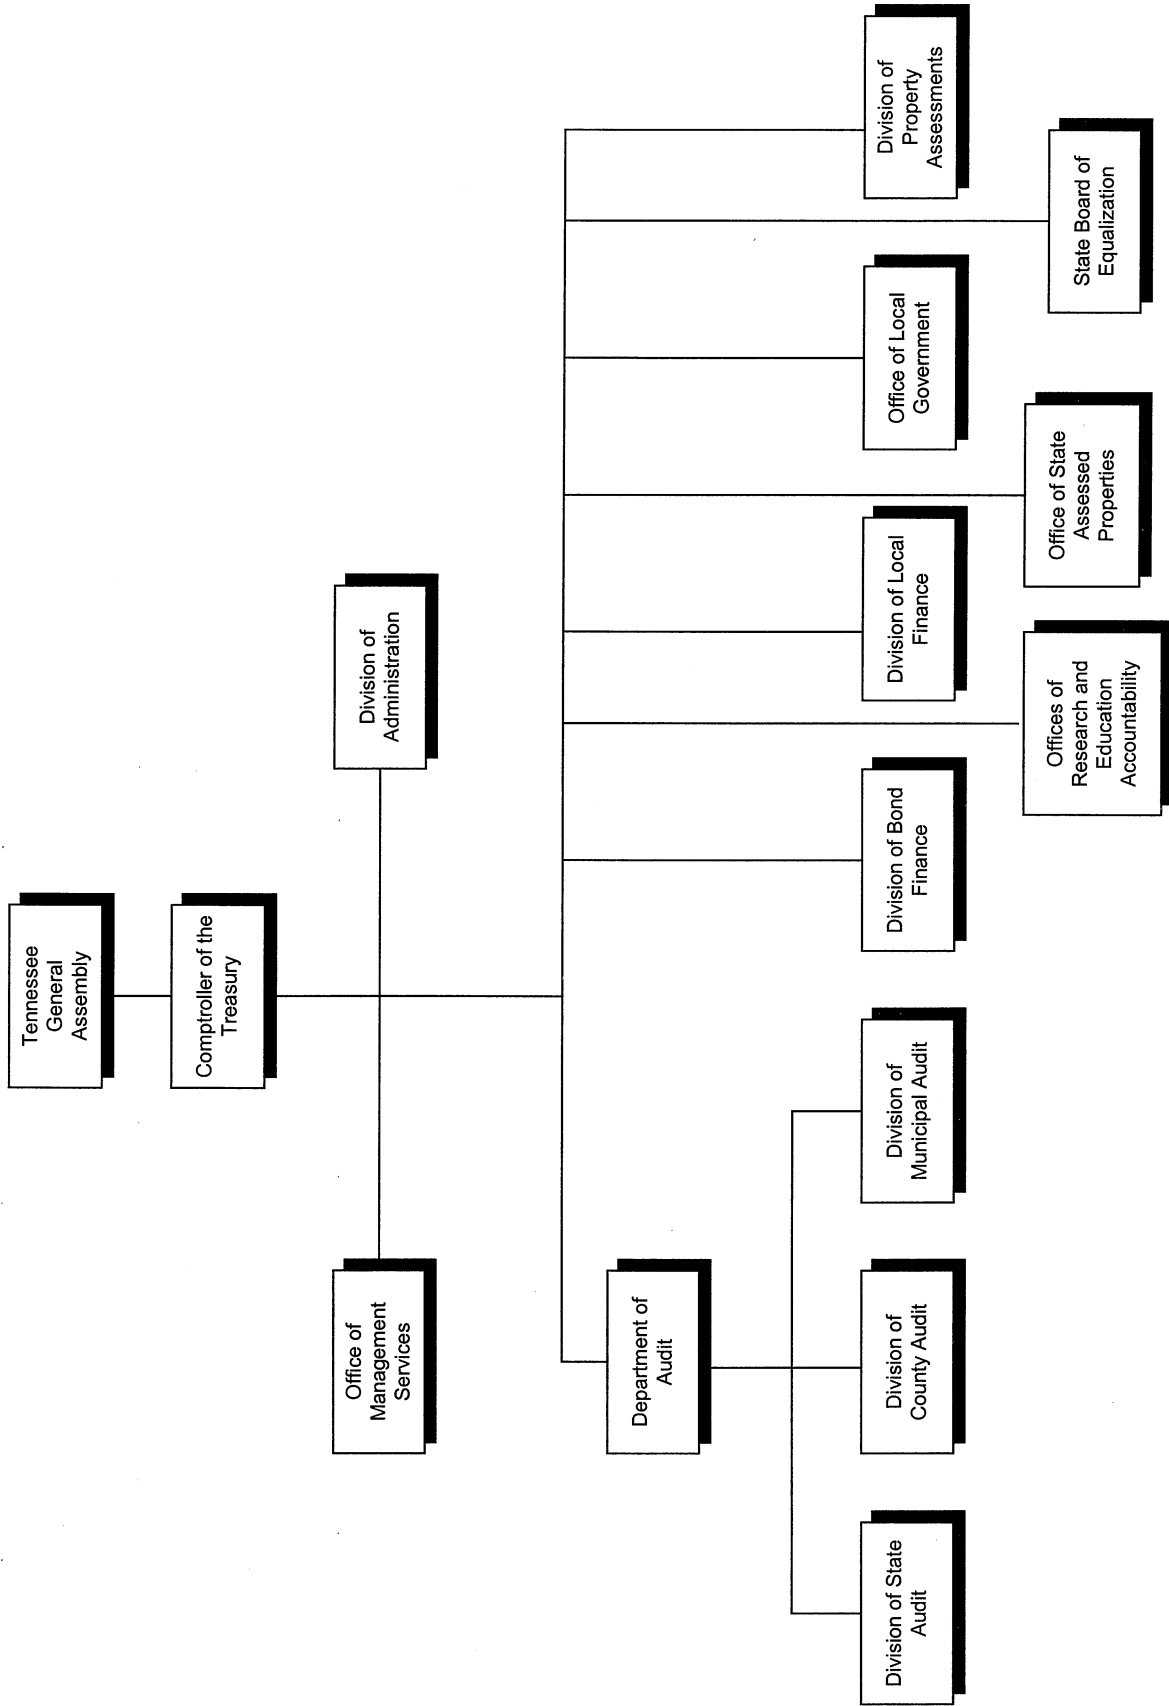 Tennessee
General
Assembly
Comptroller of the
Treasury
Office of
Management
Services
Division of
Administration
Department of
Audit
Division of State
Audit
Division of
County Audit
Division of
Municipal Audit
Division of Bond
Finance
Division of Local
Finance
Office of Local
Government
Division of
Property
Assessments
Offices of
Research and
Education
Accountability
Office of State
Assessed
Properties
State Board of
Equalization